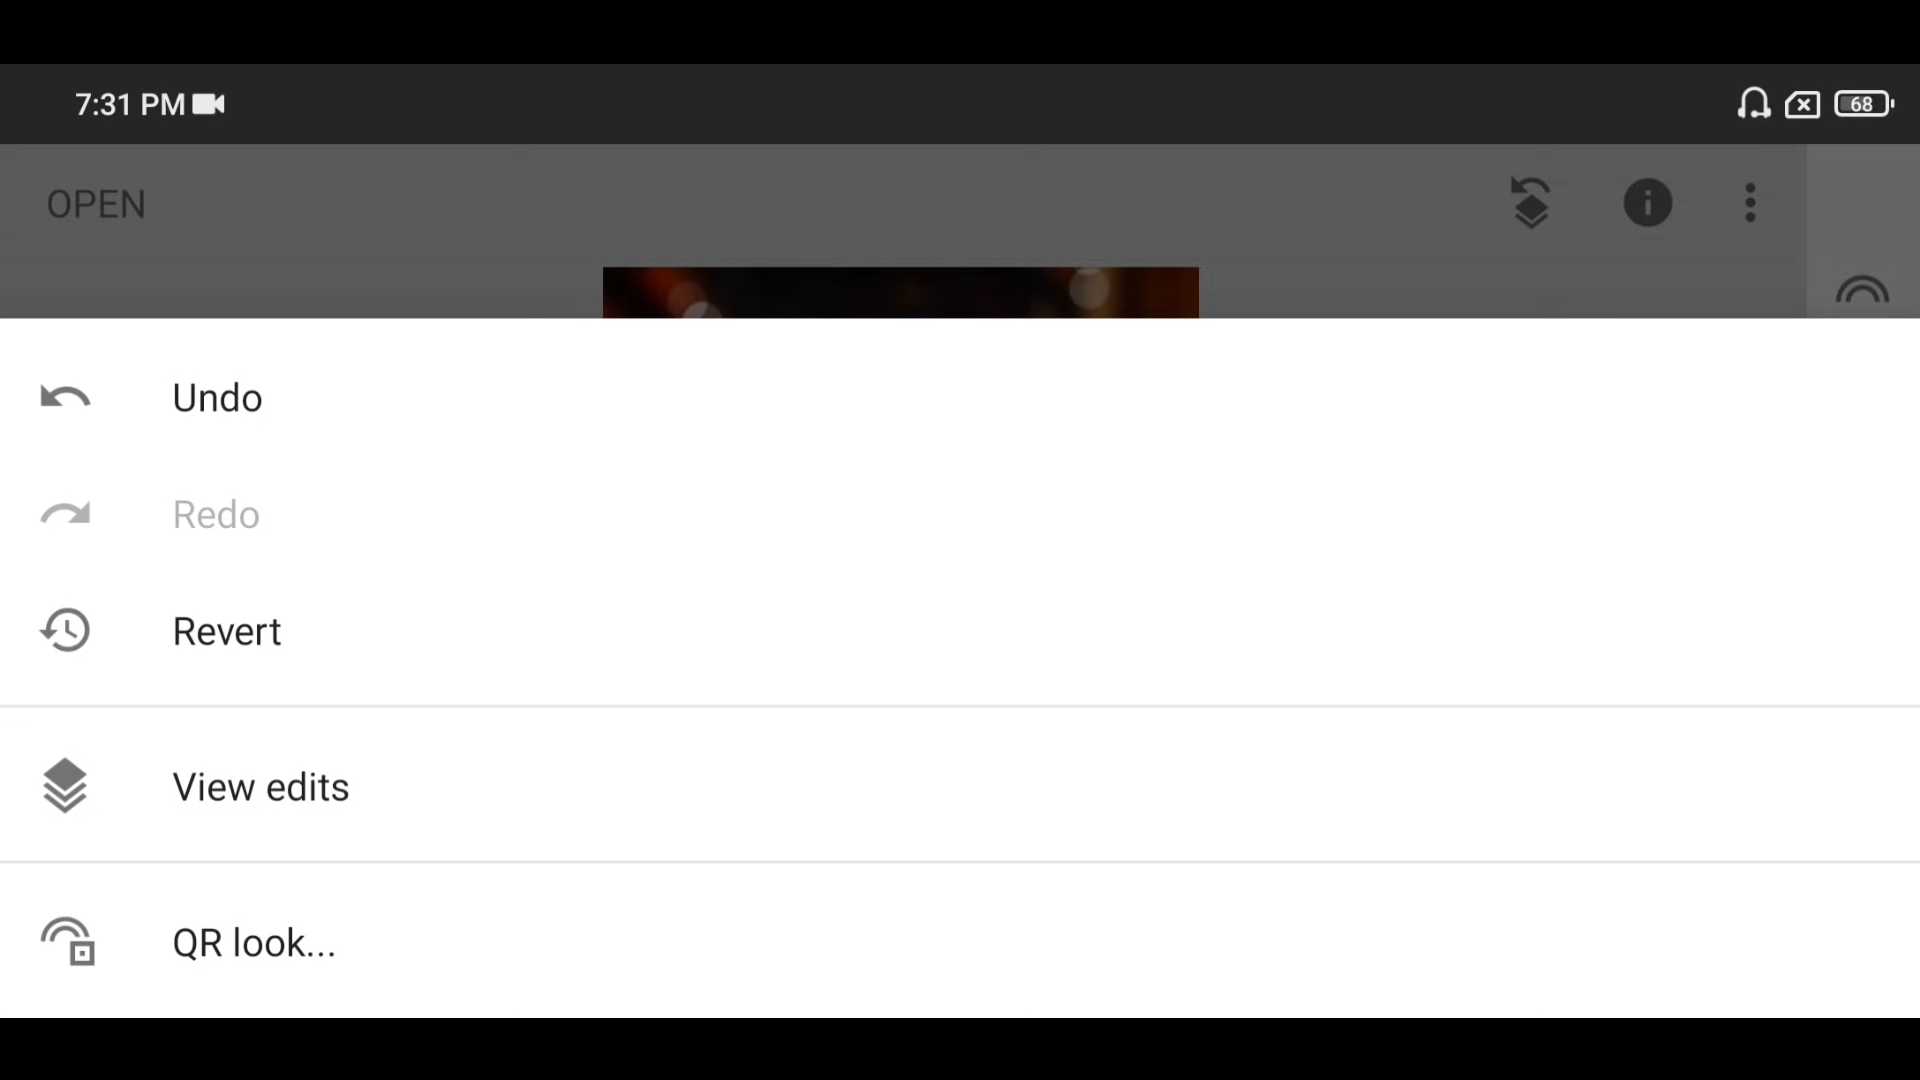 7:31 PM
68
OPEN
Undo
Redo
Revert
View edits
QR look...